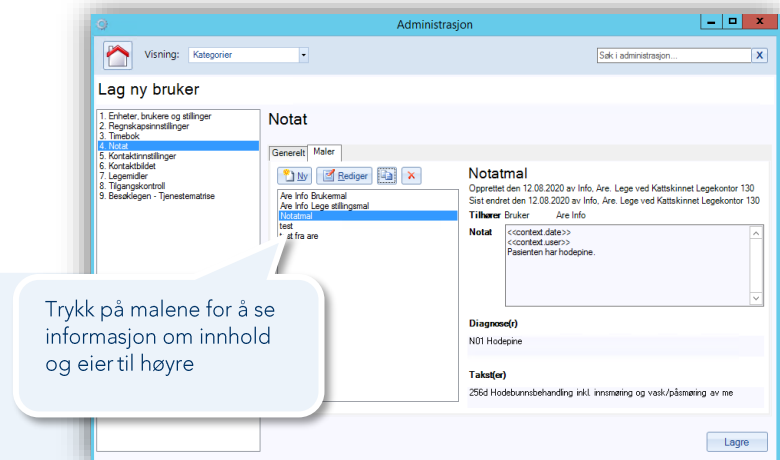 Administrasjon
Visning: Kategorier
Søk i administrasjon...
X
Lag ny bruker
1. Enheter, brukere og stillinger
2. Regnskapsinnstillinger
3. Timebok
4. Notat
5. Kontaktinnstillinger
6. Kontaktbildet
7. Legemidler
8. Tilgangskontroll
9. Besøklegen - Tjenestematrise
Notat
Generelt Maler
Ny Rediger
Are Info Brukermal
Are Info Lege stillingsmal
Notatmal
test
fra are
Notatmal
Opprettet den 12.08.2020 av Info, Are. Lege ved Kattskinnet Legekontor 130
Sist endret den 12.08.2020 av Info, Are. Lege ved Kattskinnet Legekontor 130
Tilhører Bruker Are Info
Notat
<<context.date>>
<<context.user>>
Pasienten har hodepine.
Diagnose(r)
N01 Hodepine
Takst(er)
256d Hodebunnsbehandling inkl. innsmøring og vask/påsmøring av me
Lagre
Trykk på malene for å se
informasjon om innhold
og eier til høyre